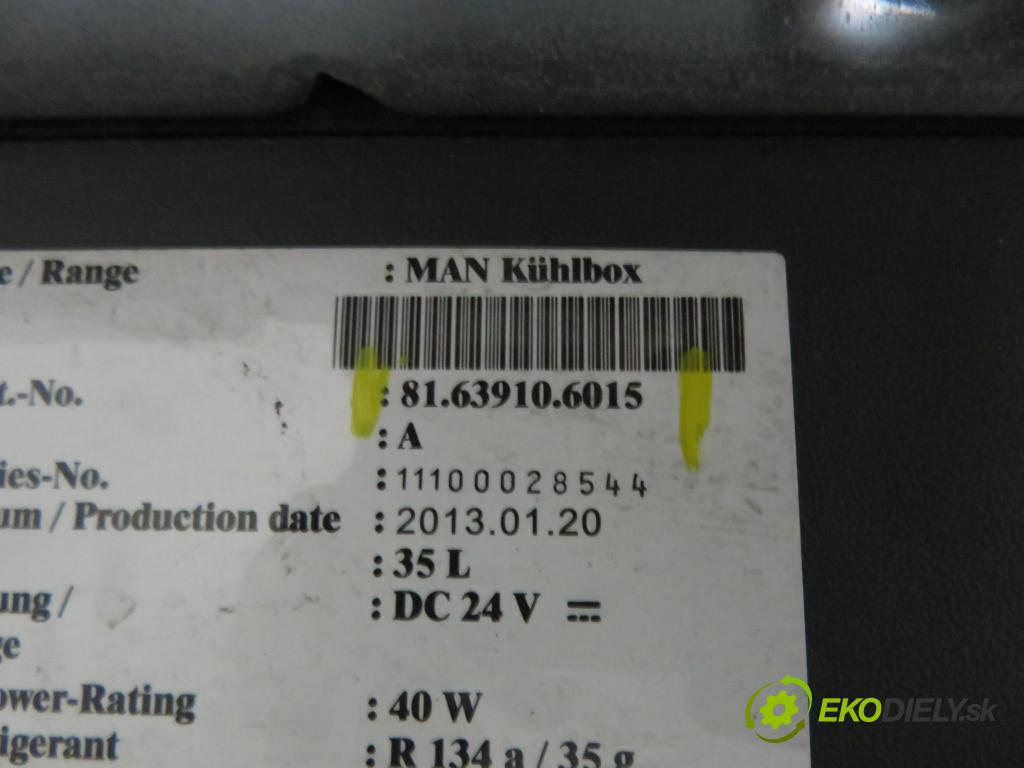 e / Range : MAN Kühlbox
t.-No. : 81.63910.6015
: A
ies-No. : 11100028544
um / Production date : 2013.01.20
: 35 L
ung / : DC 24 V
ge
ower-Rating : 40 W
igerant : R 134 a / 35 g
EKODIELY.sk